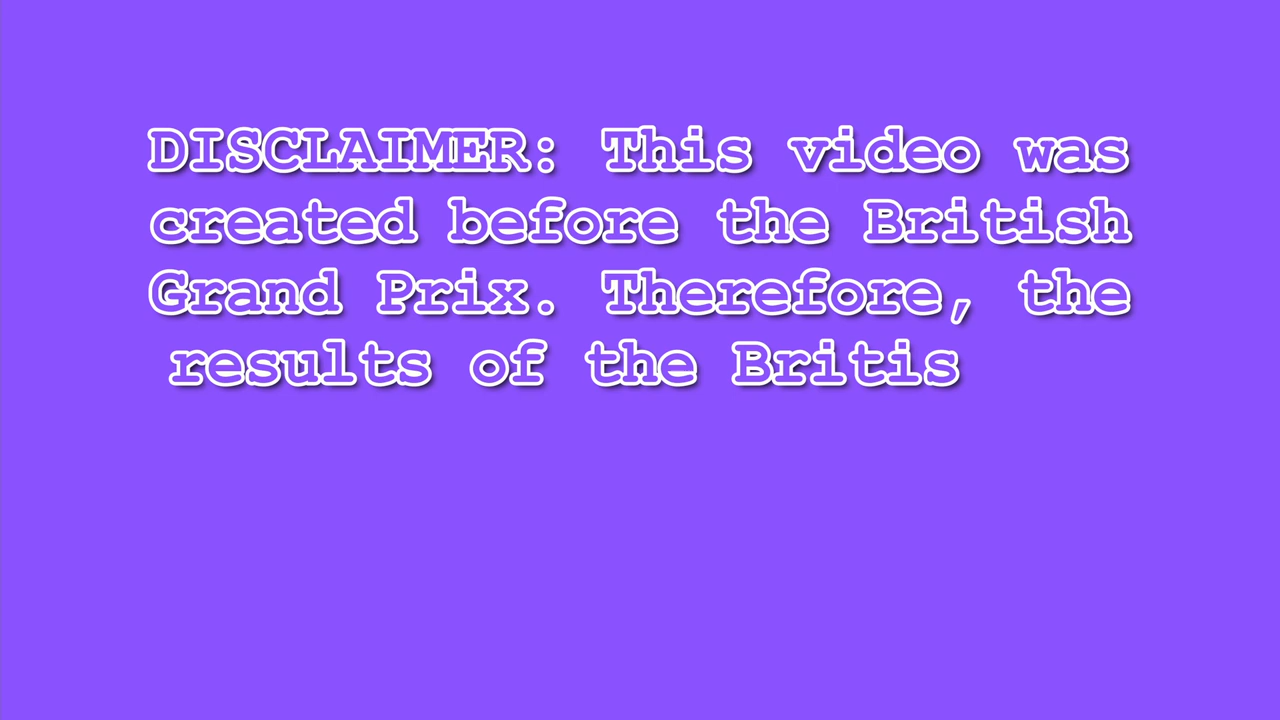 DISCLAIMER: This video was
created before the British
Grand Prix. Therefore, the
results of the Britis